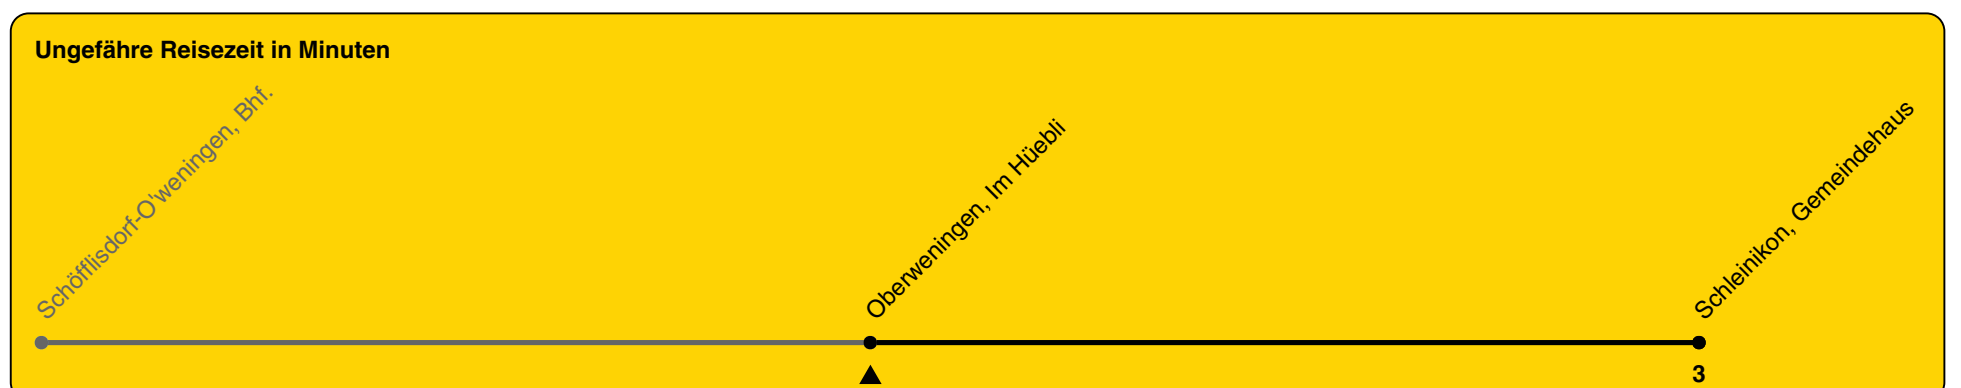 Ungefähre Reisezeit in Minuten
Schöfflisdorf-O'weningen, Bhf.
Oberweningen, Im Hüebli
Schleinikon, Gemeindehaus
3